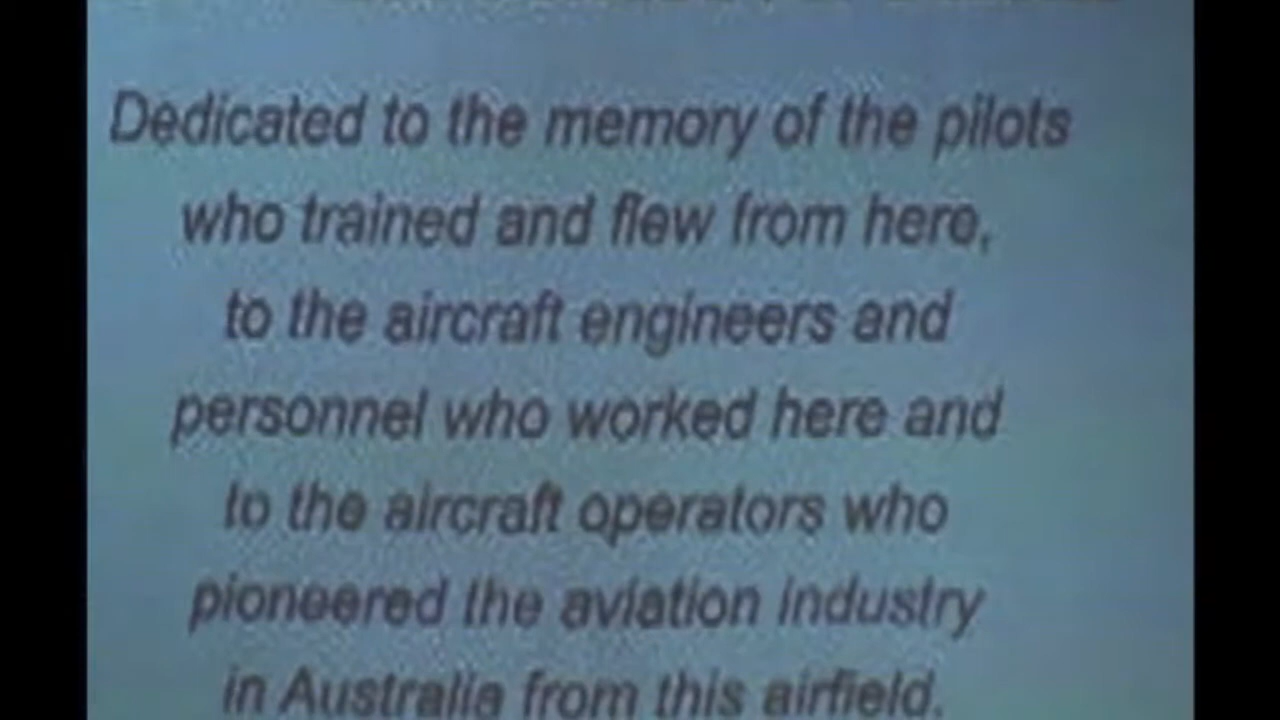 Dedicated to the memory of the pilots
who trained and flew from here,
to the aircraft engineers and
personnel who worked here and
to the aircraft operators who
pioneered the aviation industry
in Australia from this airfield.